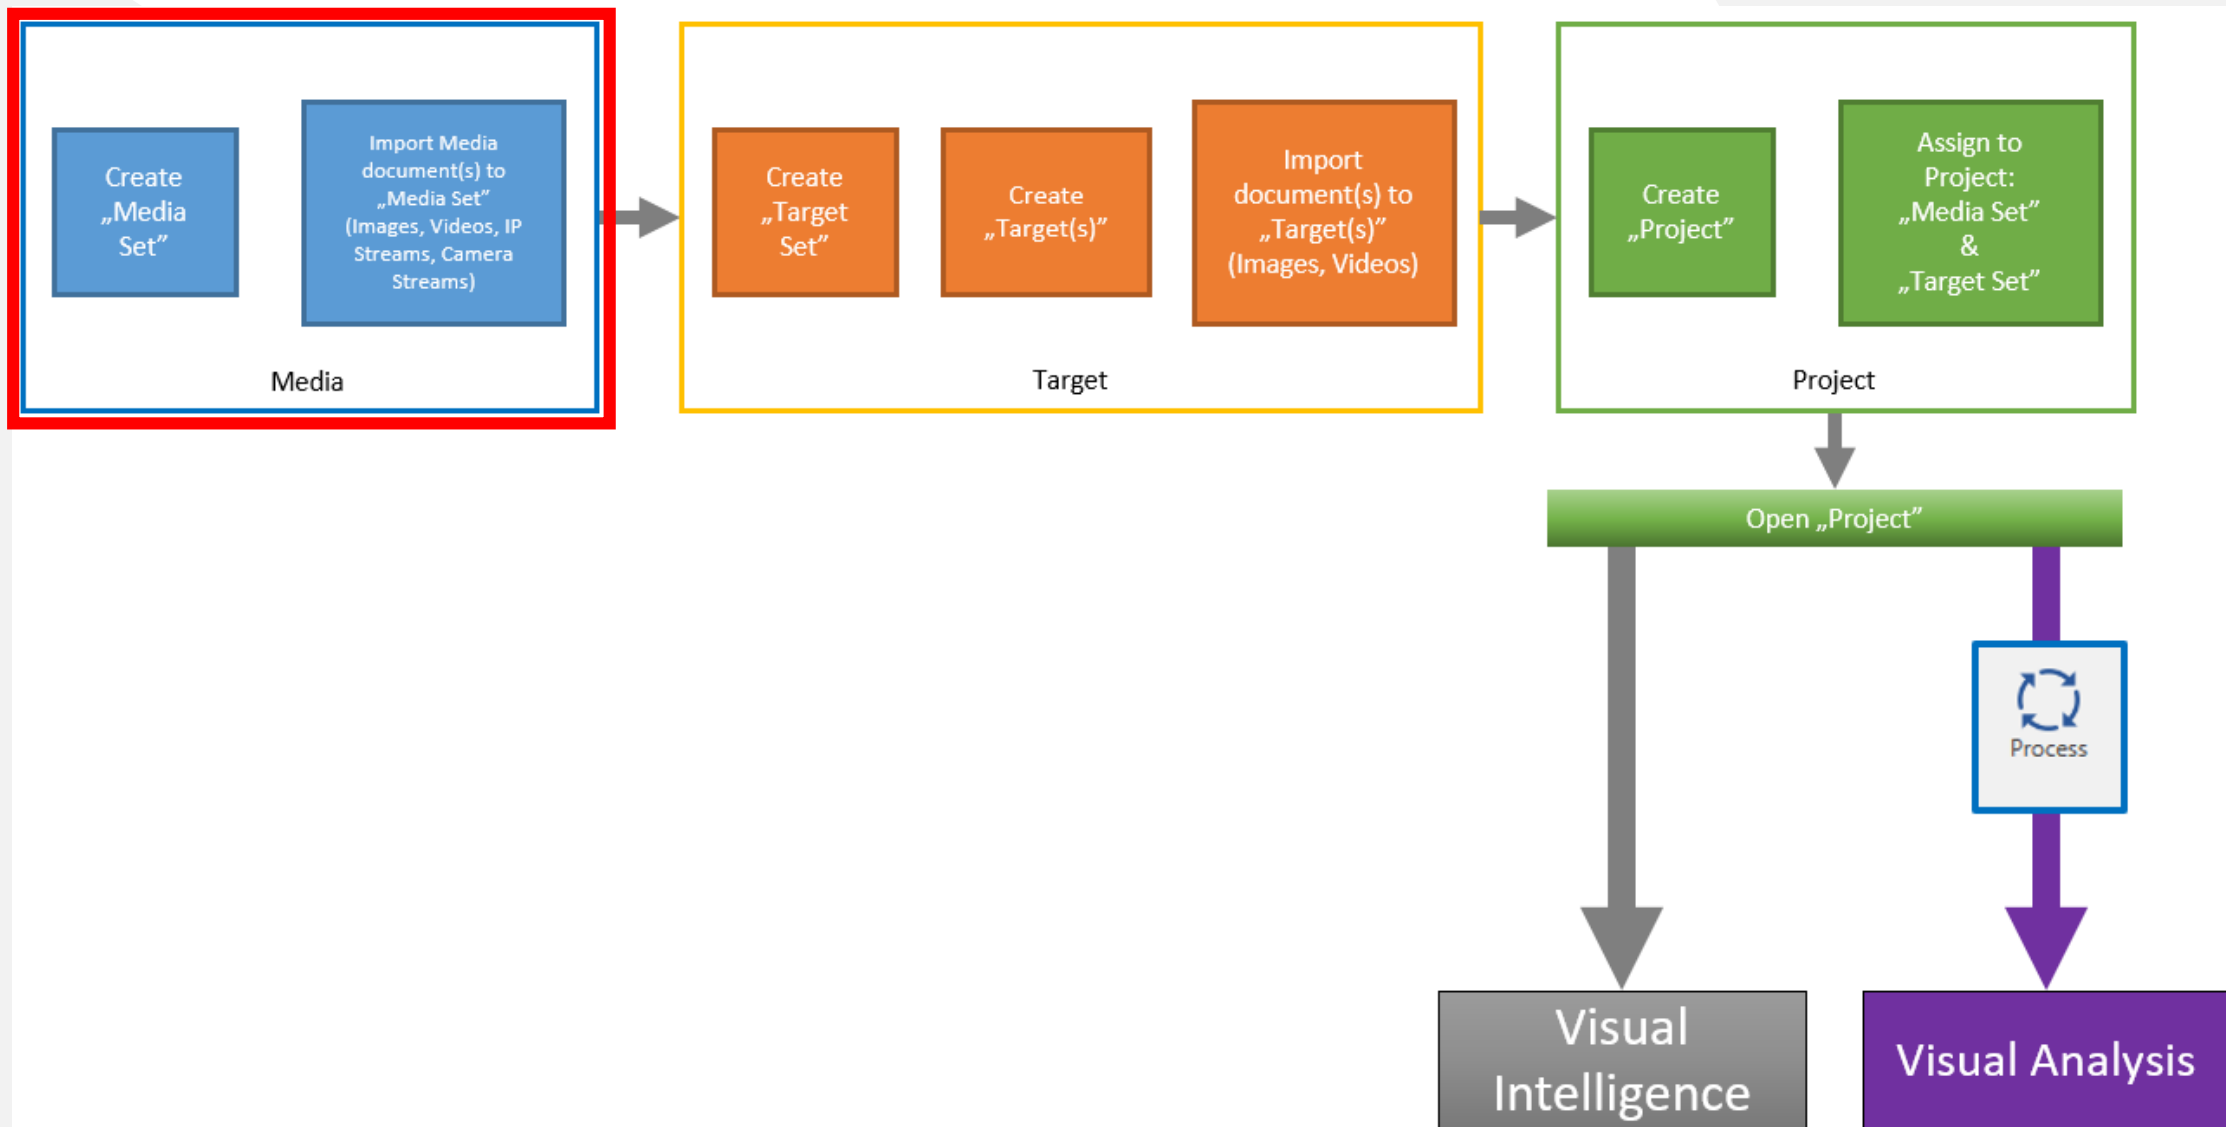 Create
„Media
Set”
Import Media
document(s) to
„Media Set”
(Images, Videos, IP
Streams, Camera
Streams)
Media
Create
„Target
Set”
Create
„Target(s)”
Import
document(s) to
„Target(s)”
(Images, Videos)
Target
Create
„Project”
Assign to
Project:
„Media Set”
&
„Target Set”
Project
Open „Project”
Process
Visual
Intelligence
Visual Analysis